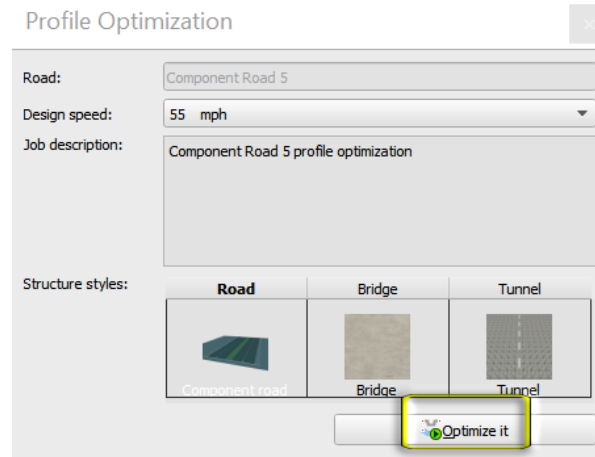 Profile Optimization
Road: Component Road 5
Design speed: 55 mph
Job description: Component Road 5 profile optimization
Structure styles: Road Bridge Tunnel
Component road Bridge Tunnel
Optimize it